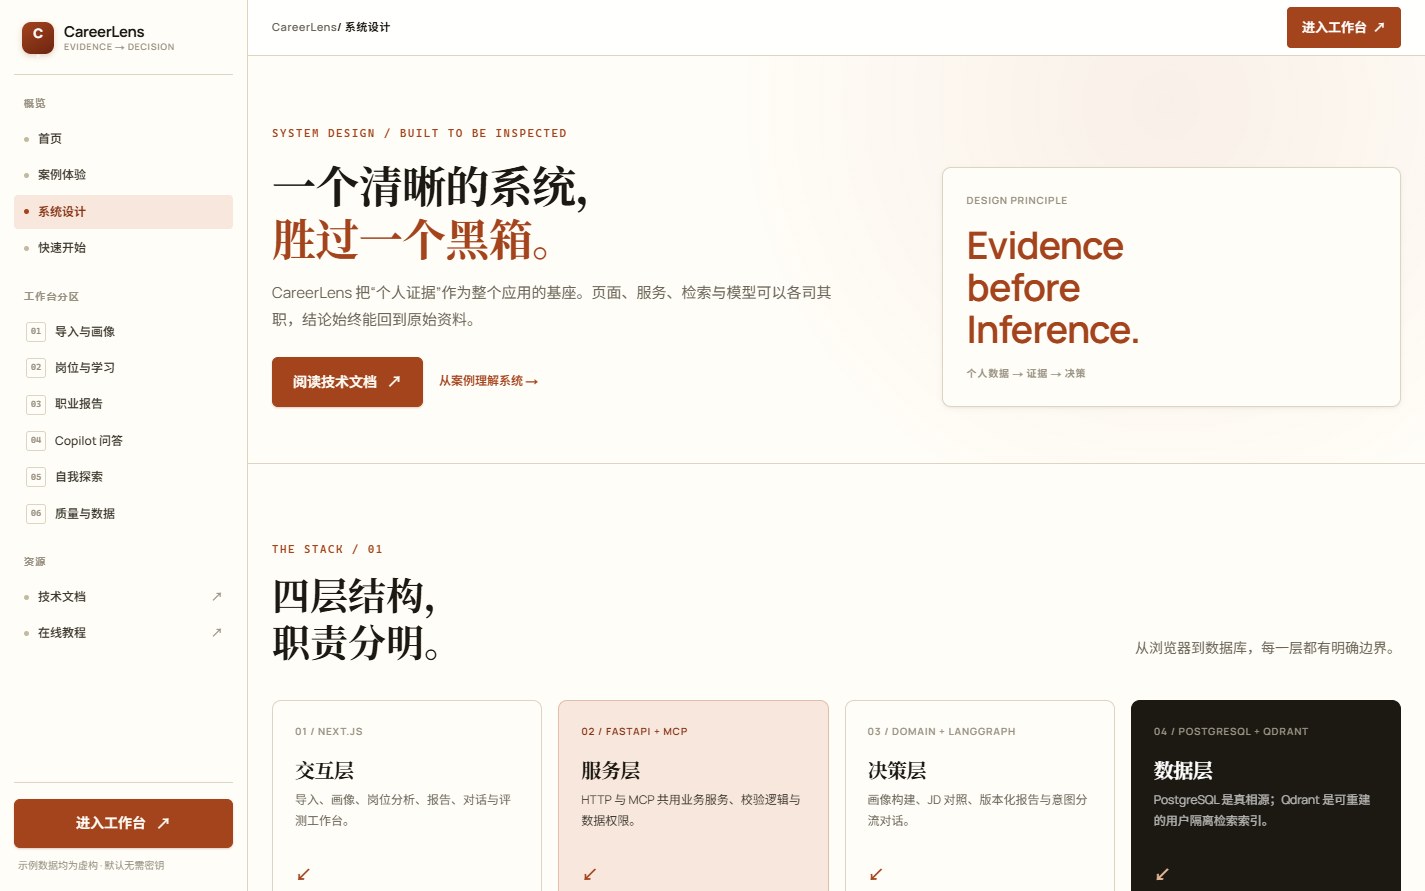 C
CareerLens
EVIDENCE → DECISION
概览
首页
案例体验
系统设计
快速开始
工作台分区
01 导入与画像
02 岗位与学习
03 职业报告
04 Copilot 问答
05 自我探索
06 质量与数据
资源
技术文档 ↗
在线教程 ↗
进入工作台 ↗
示例数据均为虚构 · 默认无需密钥
CareerLens/ 系统设计
进入工作台 ↗
SYSTEM DESIGN / BUILT TO BE INSPECTED
一个清晰的系统,
胜过一个黑箱。
CareerLens 把“个人证据”作为整个应用的基座。页面、服务、检索与模型可以各司其
职，结论始终能回到原始资料。
阅读技术文档 ↗
从案例理解系统 →
DESIGN PRINCIPLE
Evidence
before
Inference.
个人数据 → 证据 → 决策
THE STACK / 01
四层结构,
职责分明。
从浏览器到数据库，每一层都有明确边界。
01 / NEXT.JS
交互层
导入、画像、岗位分析、报告、对话与评
测工作台。
↙
02 / FASTAPI + MCP
服务层
HTTP 与 MCP 共用业务服务、校验逻辑与
数据权限。
↙
03 / DOMAIN + LANGGRAPH
决策层
画像构建、JD 对照、版本化报告与意图分
流对话。
↙
04 / POSTGRESQL + QDRANT
数据层
PostgreSQL 是真相源；Qdrant 是可重建
的用户隔离检索索引。
↙